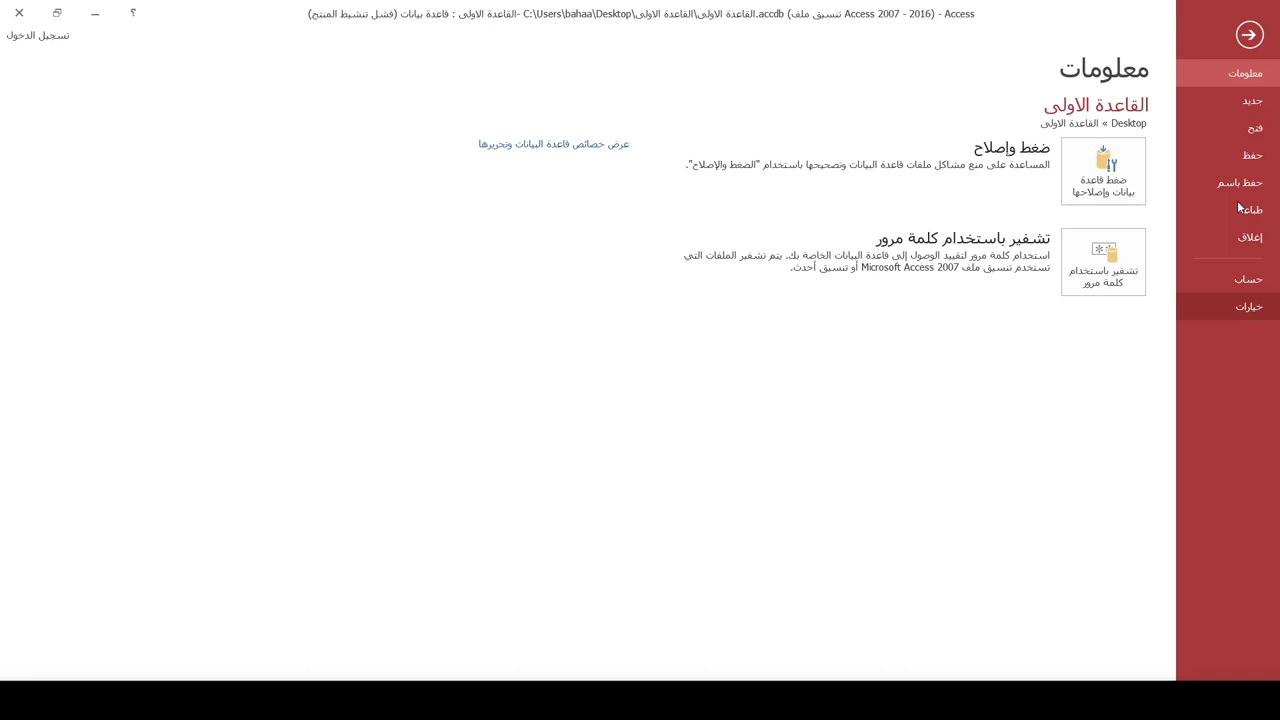 القاعدة الاولى : قاعدة بيانات (فشل تنشيط المنتج)- C:\Users\bahaa\Desktop\القاعدة الاولى\القاعدة الاولى.accdb (تنسيق ملف Access 2007 - 2016) - Access
؟
تسجيل الدخول
معلومات
جديد
فتح
حفظ
حفظ باسم
إغلاق
حساب
خيارات
معلومات
القاعدة الاولى
Desktop » القاعدة الاولى
ضغط قاعدة
بيانات وإصلاحها
ضغط وإصلاح
المساعدة على منع مشاكل ملفات قاعدة البيانات وتصحيحها باستخدام "الضغط والإصلاح".
عرض خصائص قاعدة البيانات وتحريرها
تشفير باستخدام
كلمة مرور
تشفير باستخدام كلمة مرور
استخدام كلمة مرور لتقييد الوصول إلى قاعدة البيانات الخاصة بك. يتم تشفير الملفات التي
تستخدم تنسيق ملف Microsoft Access 2007 أو تنسيق أحدث.